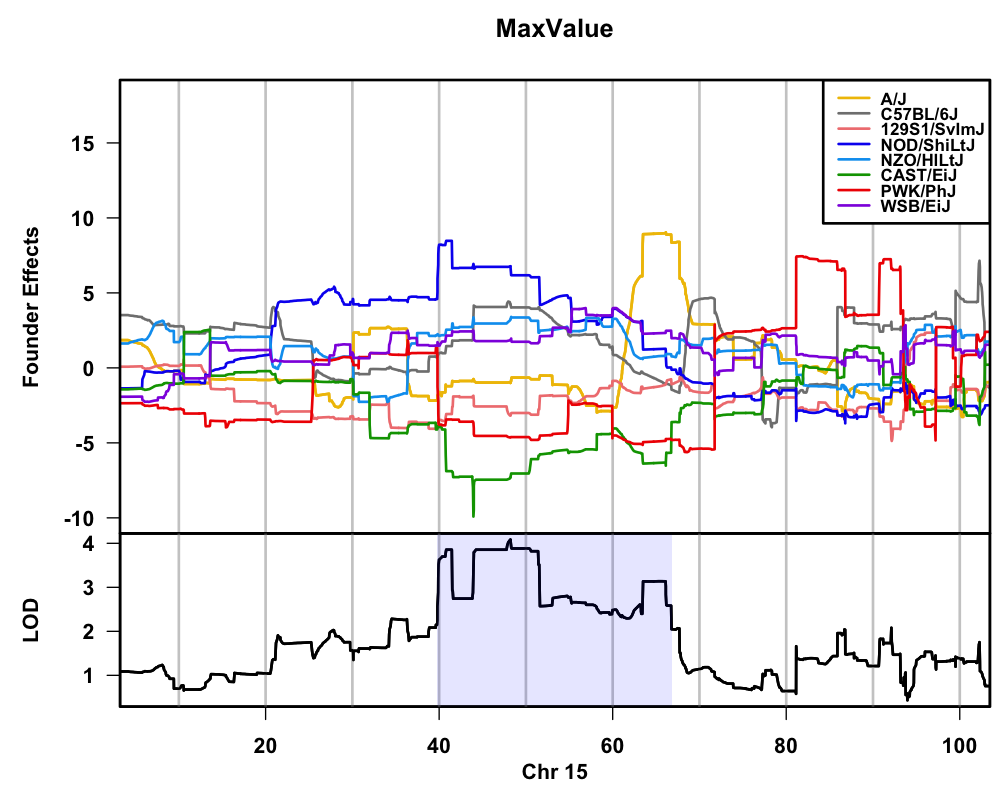 MaxValue
A/J
C57BL/6J
129S1/SvImJ
NOD/ShiLtJ
NZO/HlLtJ
CAST/EiJ
PWK/PhJ
WSB/EiJ
Founder Effects
15
10
5
0
-5
-10
LOD
4
3
2
1
20
40
60
80
100
Chr 15